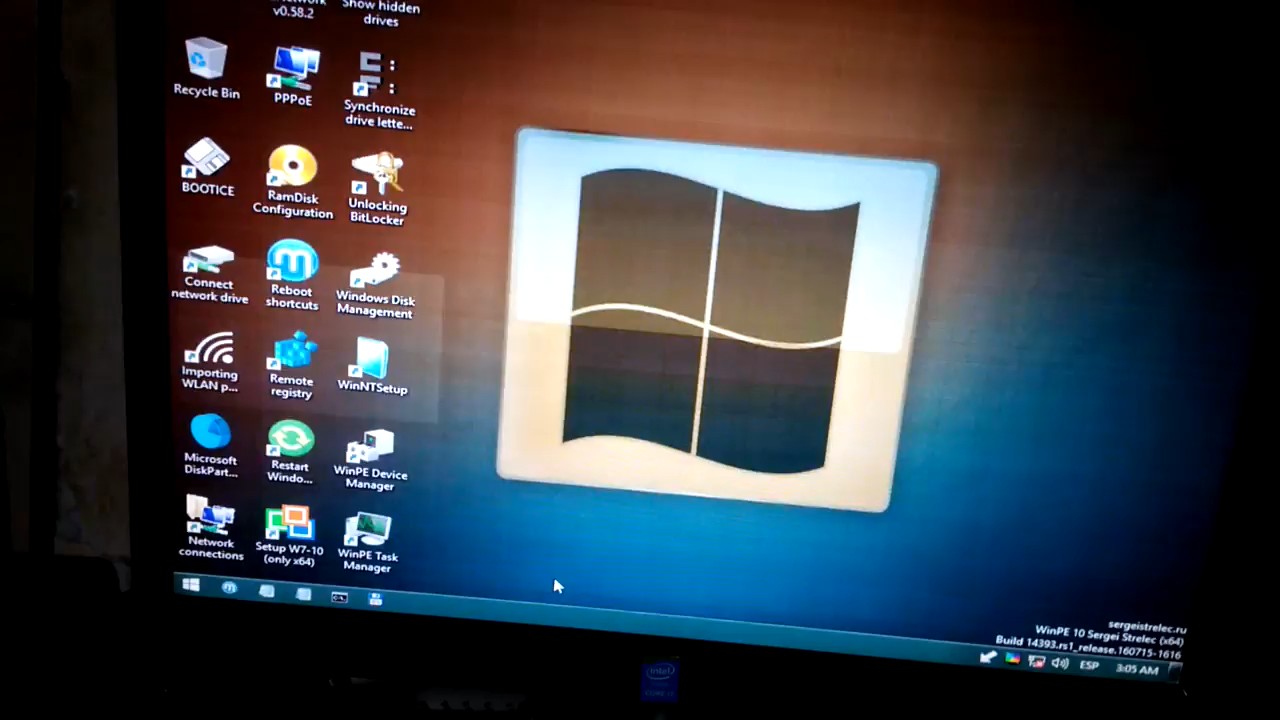 v0.58.2
Show hidden
drives
Recycle Bin
PPPoE
Synchronize
drive lette...
BOOTICE
RamDisk
Configuration
Unlocking
BitLocker
Connect
network drive
Reboot
shortcuts
Windows Disk
Management
Importing
WLAN p...
Remote
registry
WinNTSetup
Microsoft
DiskPart...
Restart
Windo...
WinPE Device
Manager
Network
connections
Setup W7-10
(only x64)
WinPE Task
Manager
sergeistrelec.ru
WinPE 10 Sergei Strelec (x64)
Build 14393.rs1_release.160715-1616
ESP
3:05 AM
intel